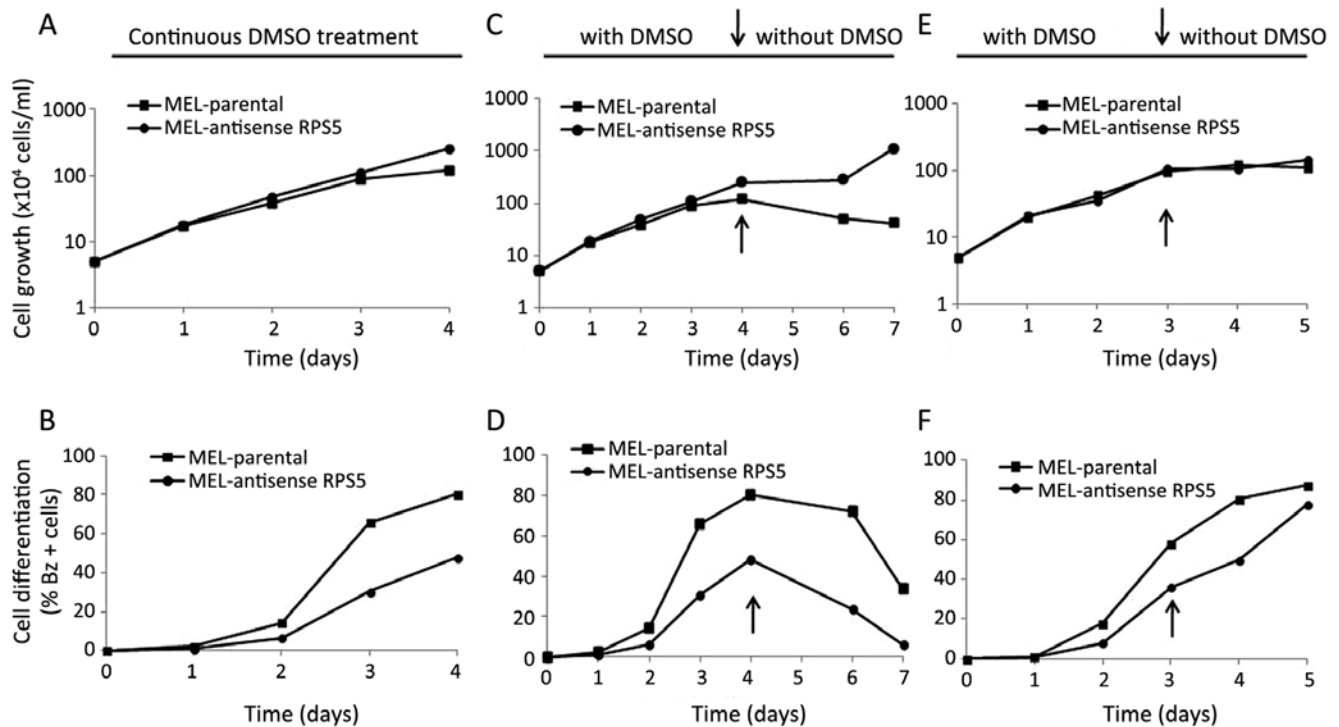 A
Continuous DMSO treatment
MEL-parental
MEL-antisense RPS5
Cell growth (x10⁴ cells/ml)
1000
100
10
1
0 1 2 3 4
Time (days)
C
with DMSO without DMSO
MEL-parental
MEL-antisense RPS5
10000
1000
100
10
1
0 1 2 3 4 5 6 7
Time (days)
E
with DMSO without DMSO
MEL-parental
MEL-antisense RPS5
1000
100
10
1
0 1 2 3 4 5
Time (days)
B
MEL-parental
MEL-antisense RPS5
Cell differentiation
(% Bz + cells)
100
80
60
40
20
0
0 1 2 3 4
Time (days)
D
MEL-parental
MEL-antisense RPS5
100
80
60
40
20
0
0 1 2 3 4 5 6 7
Time (days)
F
MEL-parental
MEL-antisense RPS5
100
80
60
40
20
0
0 1 2 3 4 5
Time (days)